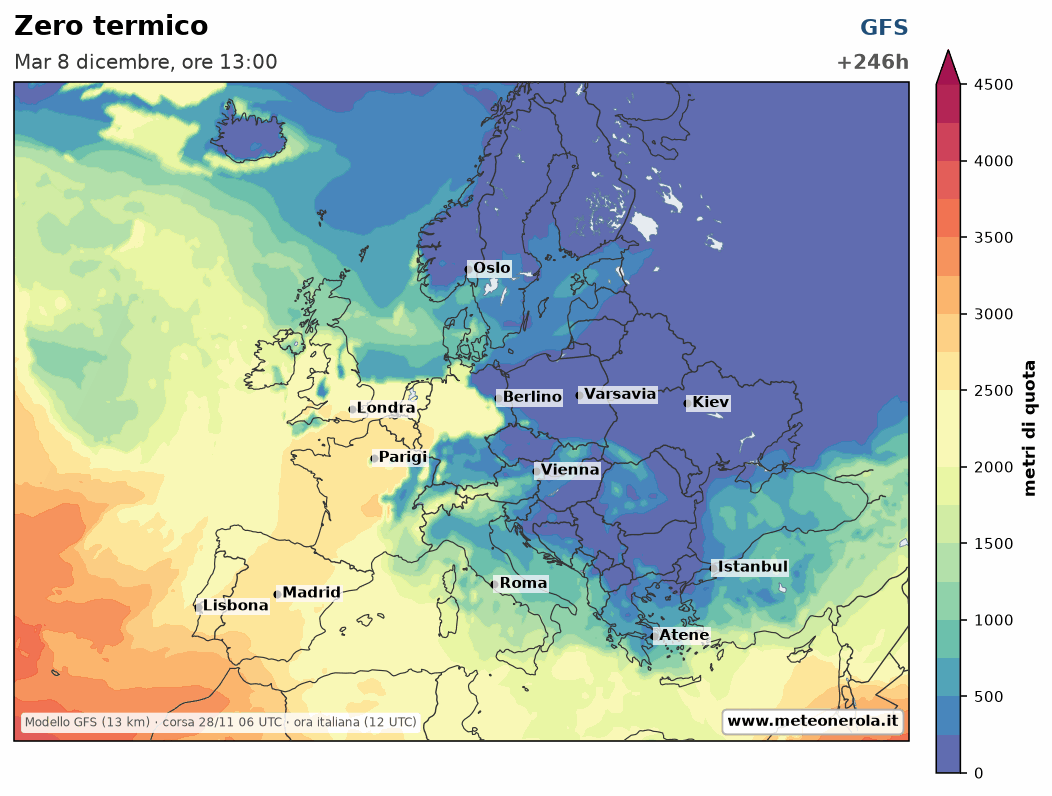 Zero termico
GFS
Mar 8 dicembre, ore 13:00
+246h
4500
4000
3500
3000
2500
2000
1500
1000
500
0
metri di quota
Oslo
Berlino
Varsavia
Kiev
Londra
Parigi
Vienna
Istanbul
Roma
Madrid
Lisbona
Atene
Modello GFS (13 km) · corsa 28/11 06 UTC · ora italiana (12 UTC)
www.meteonerola.it